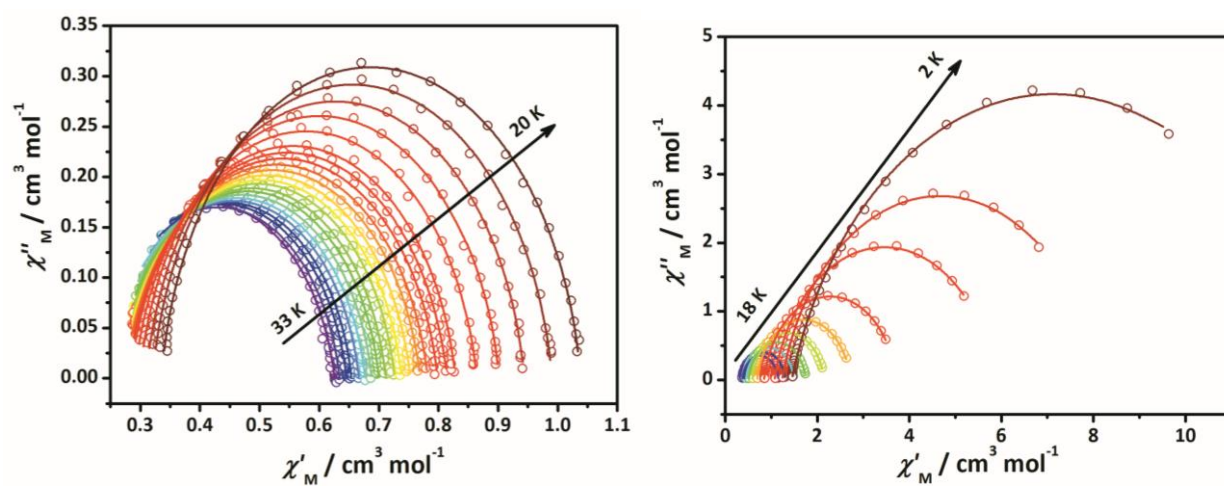 0.35
0.30
0.25
0.20
0.15
0.10
0.05
0.00
χ″M / cm³ mol⁻¹
20 K
33 K
0.3 0.4 0.5 0.6 0.7 0.8 0.9 1.0 1.1
χ′M / cm³ mol⁻¹
5
4
3
2
1
0
χ″M / cm³ mol⁻¹
2 K
18 K
0 2 4 6 8 10
χ′M / cm³ mol⁻¹